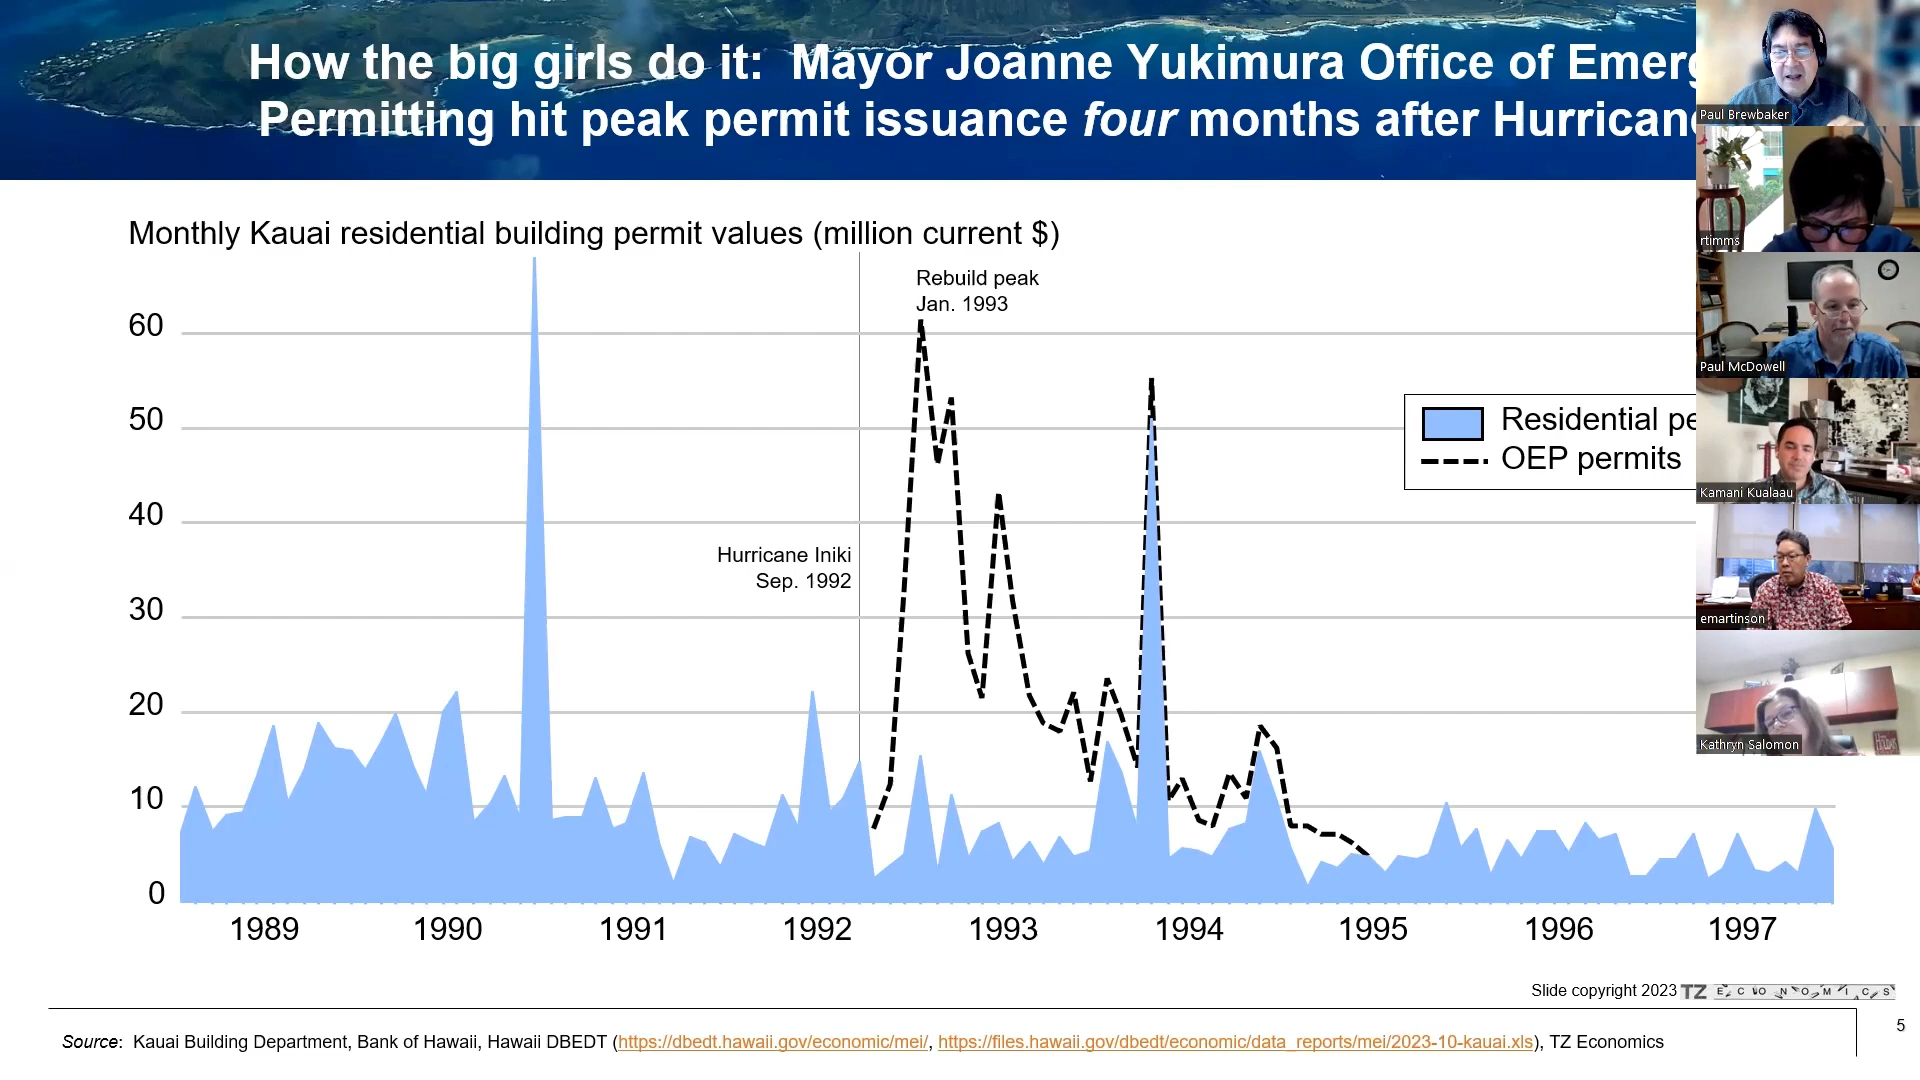 How the big girls do it: Mayor Joanne Yukimura Office of Emerg
Permitting hit peak permit issuance four months after Hurrican
Monthly Kauai residential building permit values (million current $)
Rebuild peak
Jan. 1993
60
50
40
30
20
10
0
Hurricane Iniki
Sep. 1992
Residential pe
OEP permits
1989 1990 1991 1992 1993 1994 1995 1996 1997
Slide copyright 2023 TZ ECONOMICS
5
Source: Kauai Building Department, Bank of Hawaii, Hawaii DBEDT (https://dbedt.hawaii.gov/economic/mei/, https://files.hawaii.gov/dbedt/economic/data_reports/mei/2023-10-kauai.xls), TZ Economics
Paul Brewbaker
rtimms
Paul McDowell
Kamani Kualaau
emartinson
Kathryn Salomon